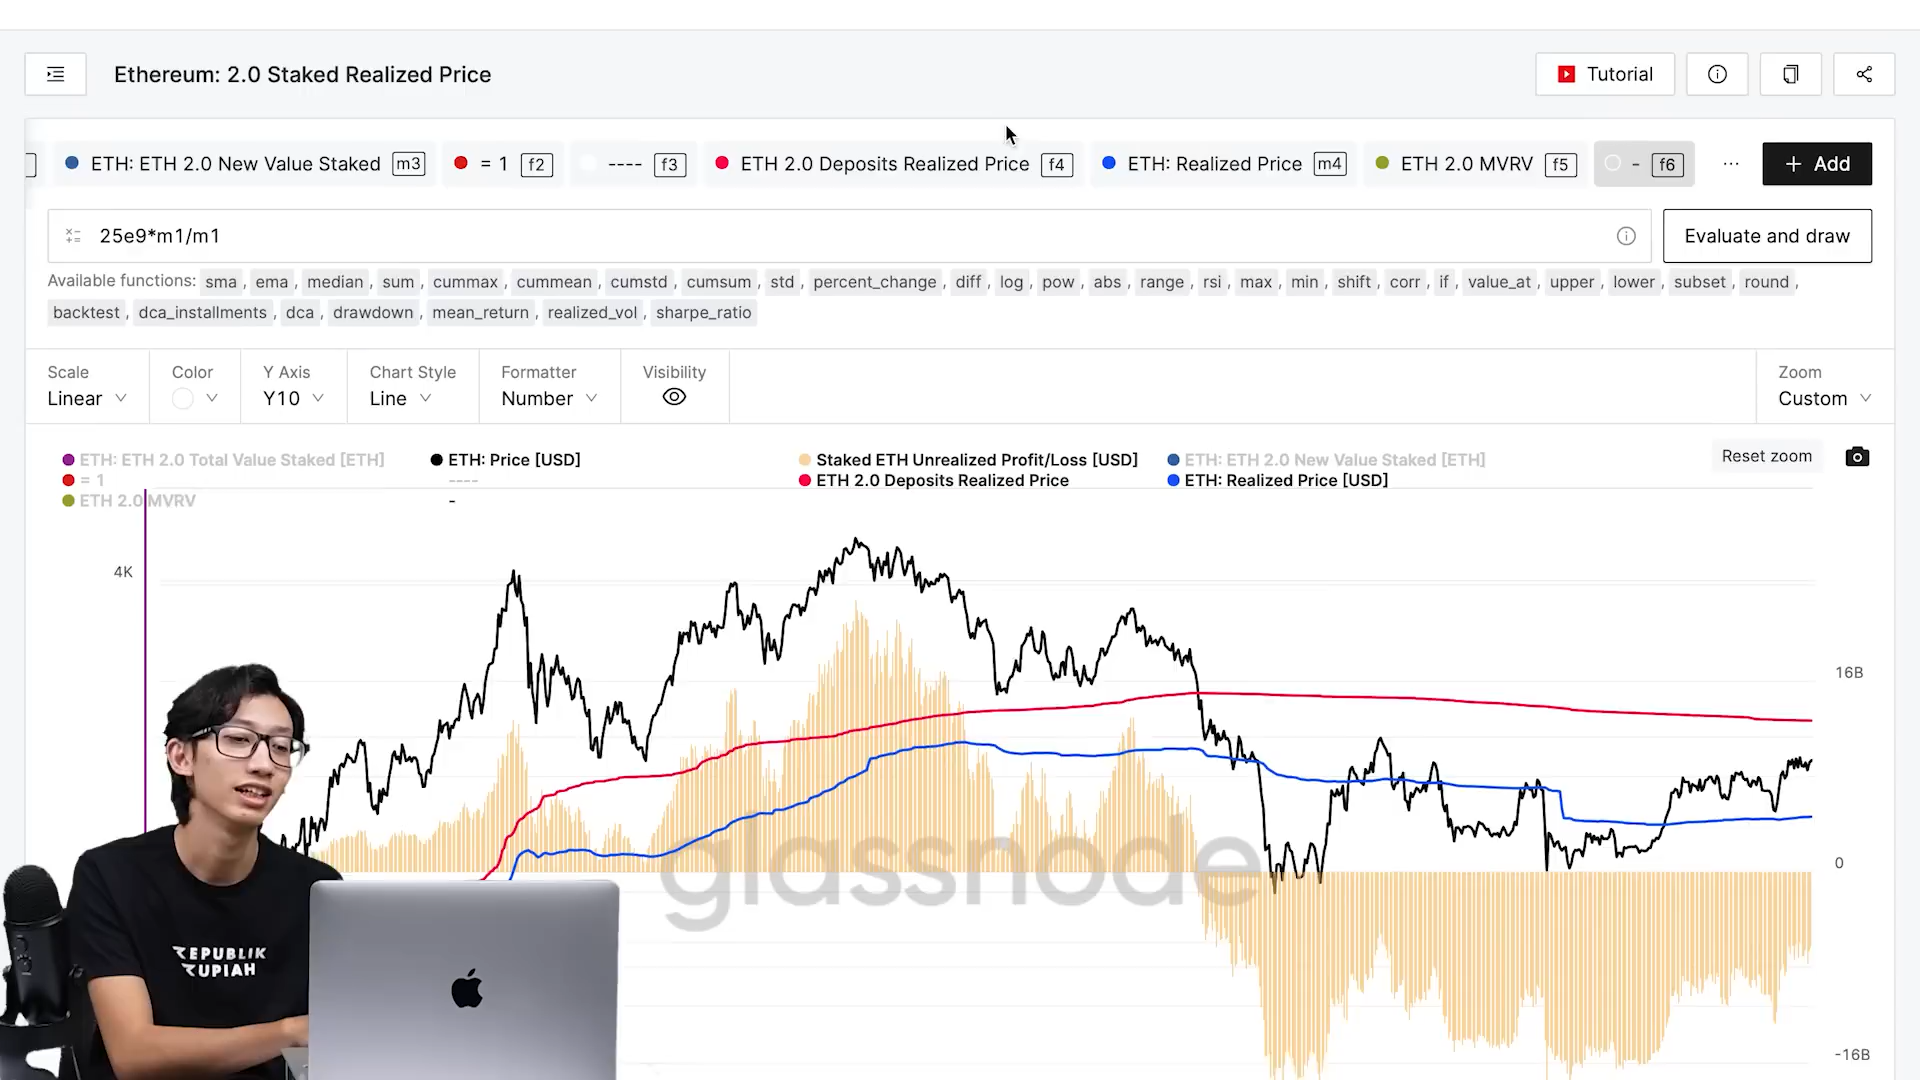 Ethereum: 2.0 Staked Realized Price
Tutorial
ETH: ETH 2.0 New Value Staked m3
= 1 f2
---- f3
ETH 2.0 Deposits Realized Price f4
ETH: Realized Price m4
ETH 2.0 MVRV f5
- f6
...
+ Add
25e9*m1/m1
Evaluate and draw
Available functions: sma , ema , median , sum , cummax , cummean , cumstd , cumsum , std , percent_change , diff , log , pow , abs , range , rsi , max , min , shift , corr , if , value_at , upper , lower , subset , round ,
backtest , dca_installments , dca , drawdown , mean_return , realized_vol , sharpe_ratio
Scale Color Y Axis Chart Style Formatter Visibility Zoom
Linear Y10 Line Number Custom
ETH: ETH 2.0 Total Value Staked [ETH] ETH: Price [USD] Staked ETH Unrealized Profit/Loss [USD] ETH: ETH 2.0 New Value Staked [ETH]
Reset zoom
= 1 ---- ETH 2.0 Deposits Realized Price ETH: Realized Price [USD]
ETH 2.0 MVRV -
4K
16B
glassnode
0
REPUBLIK
RUPIAH
-16B